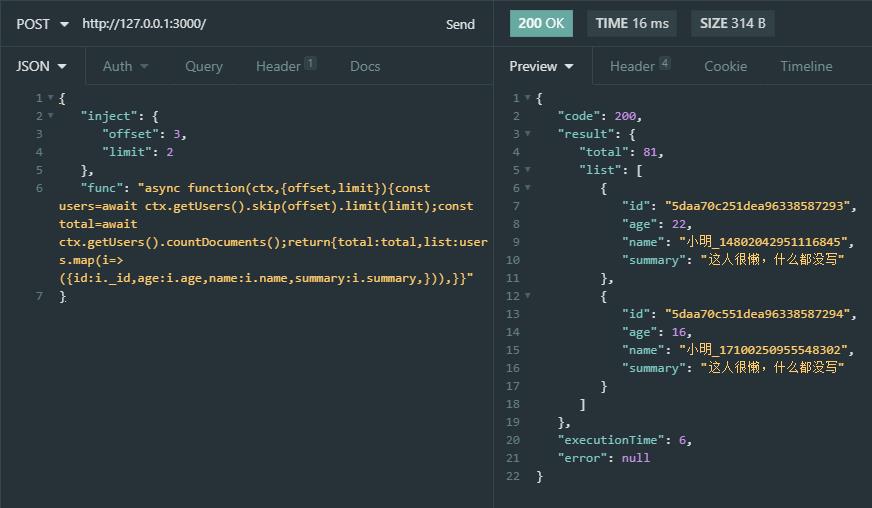 POST http://127.0.0.1:3000/ Send
200 OK TIME 16 ms SIZE 314 B
JSON Auth Query Header 1 Docs
Preview Header 4 Cookie Timeline
1 {
2 "inject": {
3 "offset": 3,
4 "limit": 2
5 },
6 "func": "async function(ctx,{offset,limit}){const
users=await ctx.getUsers().skip(offset).limit(limit);const
total=await
ctx.getUsers().countDocuments();return{total:total,list:user
s.map(i=>
({id:i._id,age:i.age,name:i.name,summary:i.summary,})),}}"
7 }
1 {
2 "code": 200,
3 "result": {
4 "total": 81,
5 "list": [
6 {
7 "id": "5daa70c251dea96338587293",
8 "age": 22,
9 "name": "小明_14802042951116845",
10 "summary": "这人很懒，什么都没写"
11 },
12 {
13 "id": "5daa70c551dea96338587294",
14 "age": 16,
15 "name": "小明_17100250955548302",
16 "summary": "这人很懒，什么都没写"
17 }
18 ]
19 },
20 "executionTime": 6,
21 "error": null
22 }